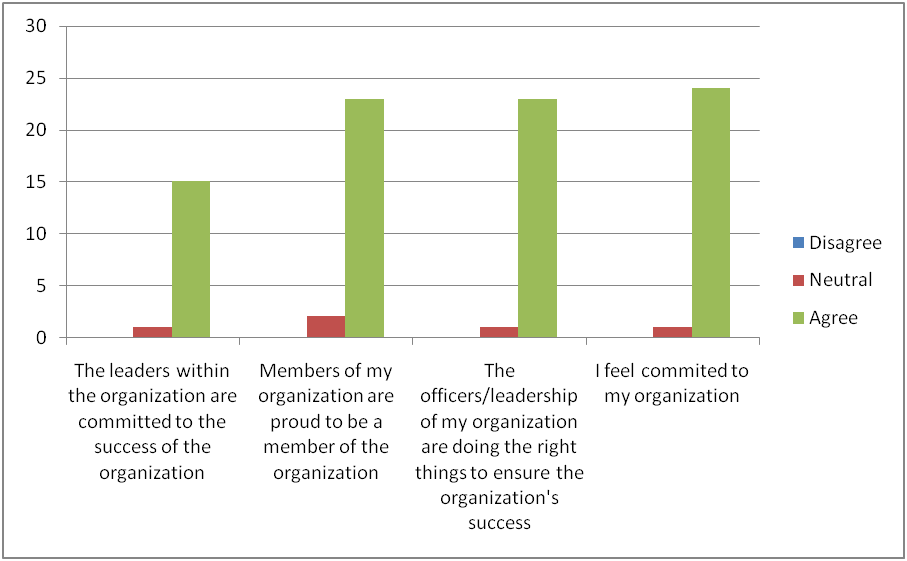 30
25
20
15
10
5
0
The leaders within
the organization are
committed to the
success of the
organization
Members of my
organization are
proud to be a
member of the
organization
The
officers/leadership
of my organization
are doing the right
things to ensure the
organization's
success
I feel commited to
my organization
Disagree
Neutral
Agree